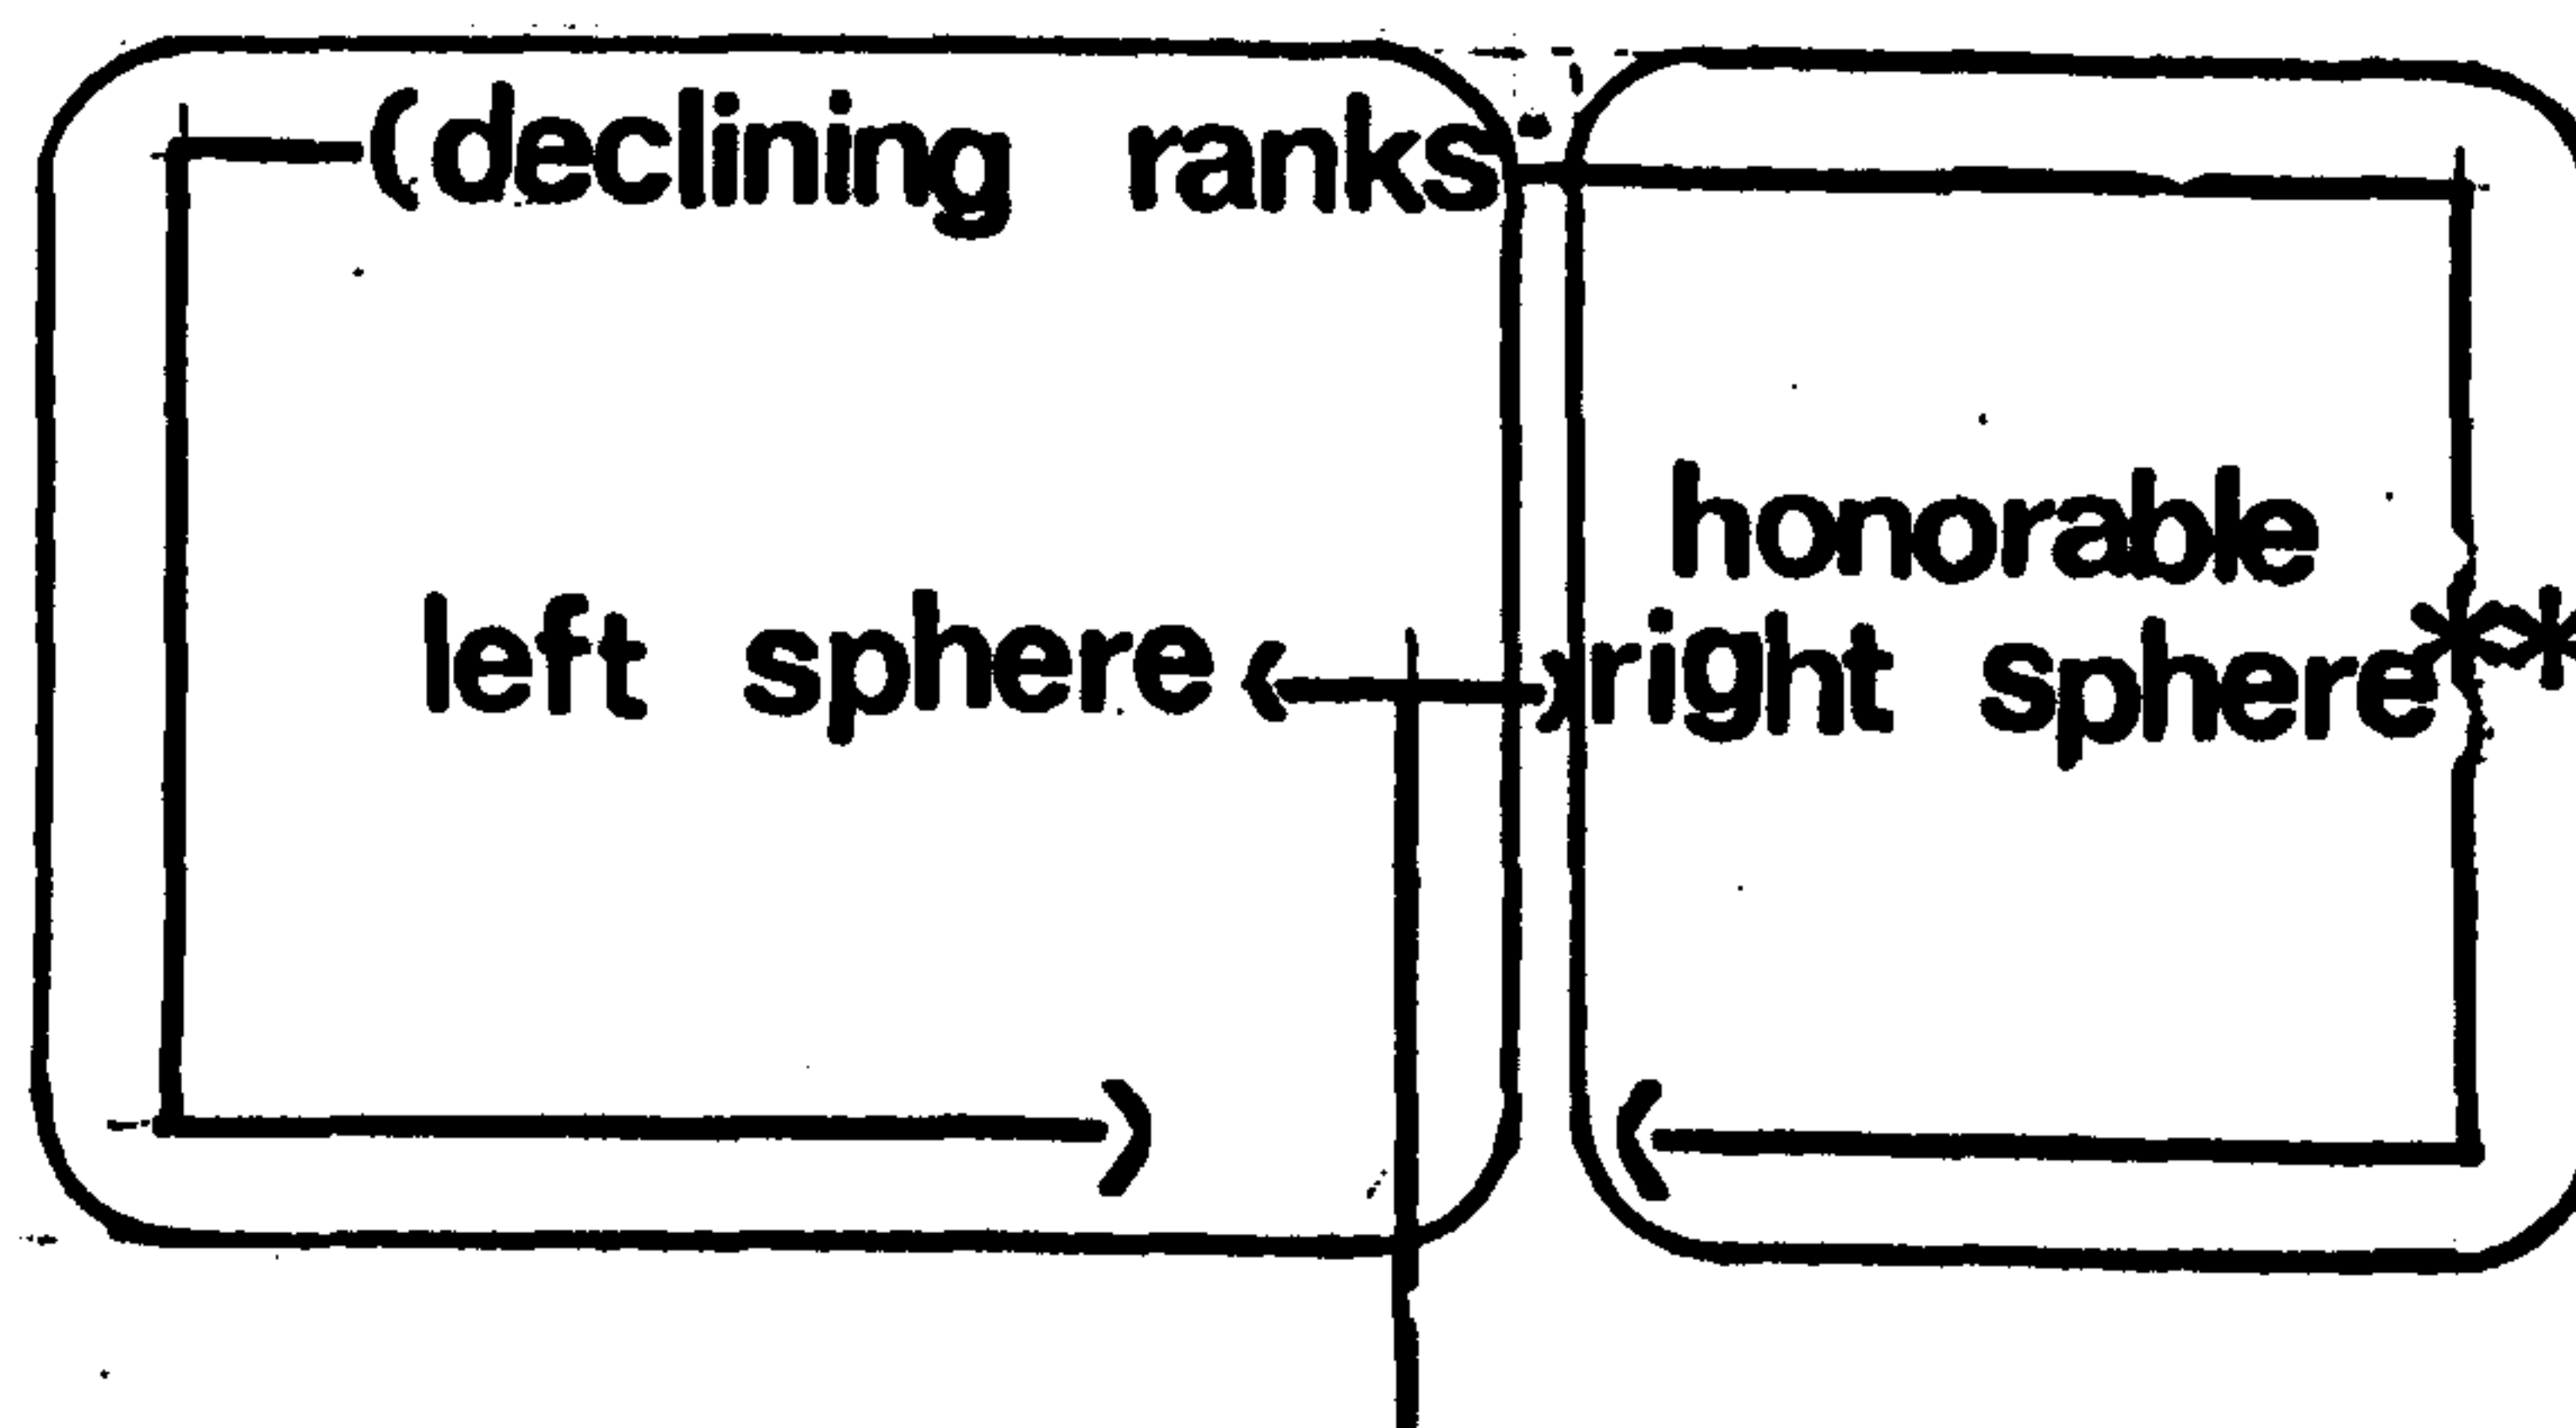 (declining ranks
honorable
left sphere
right sphere**